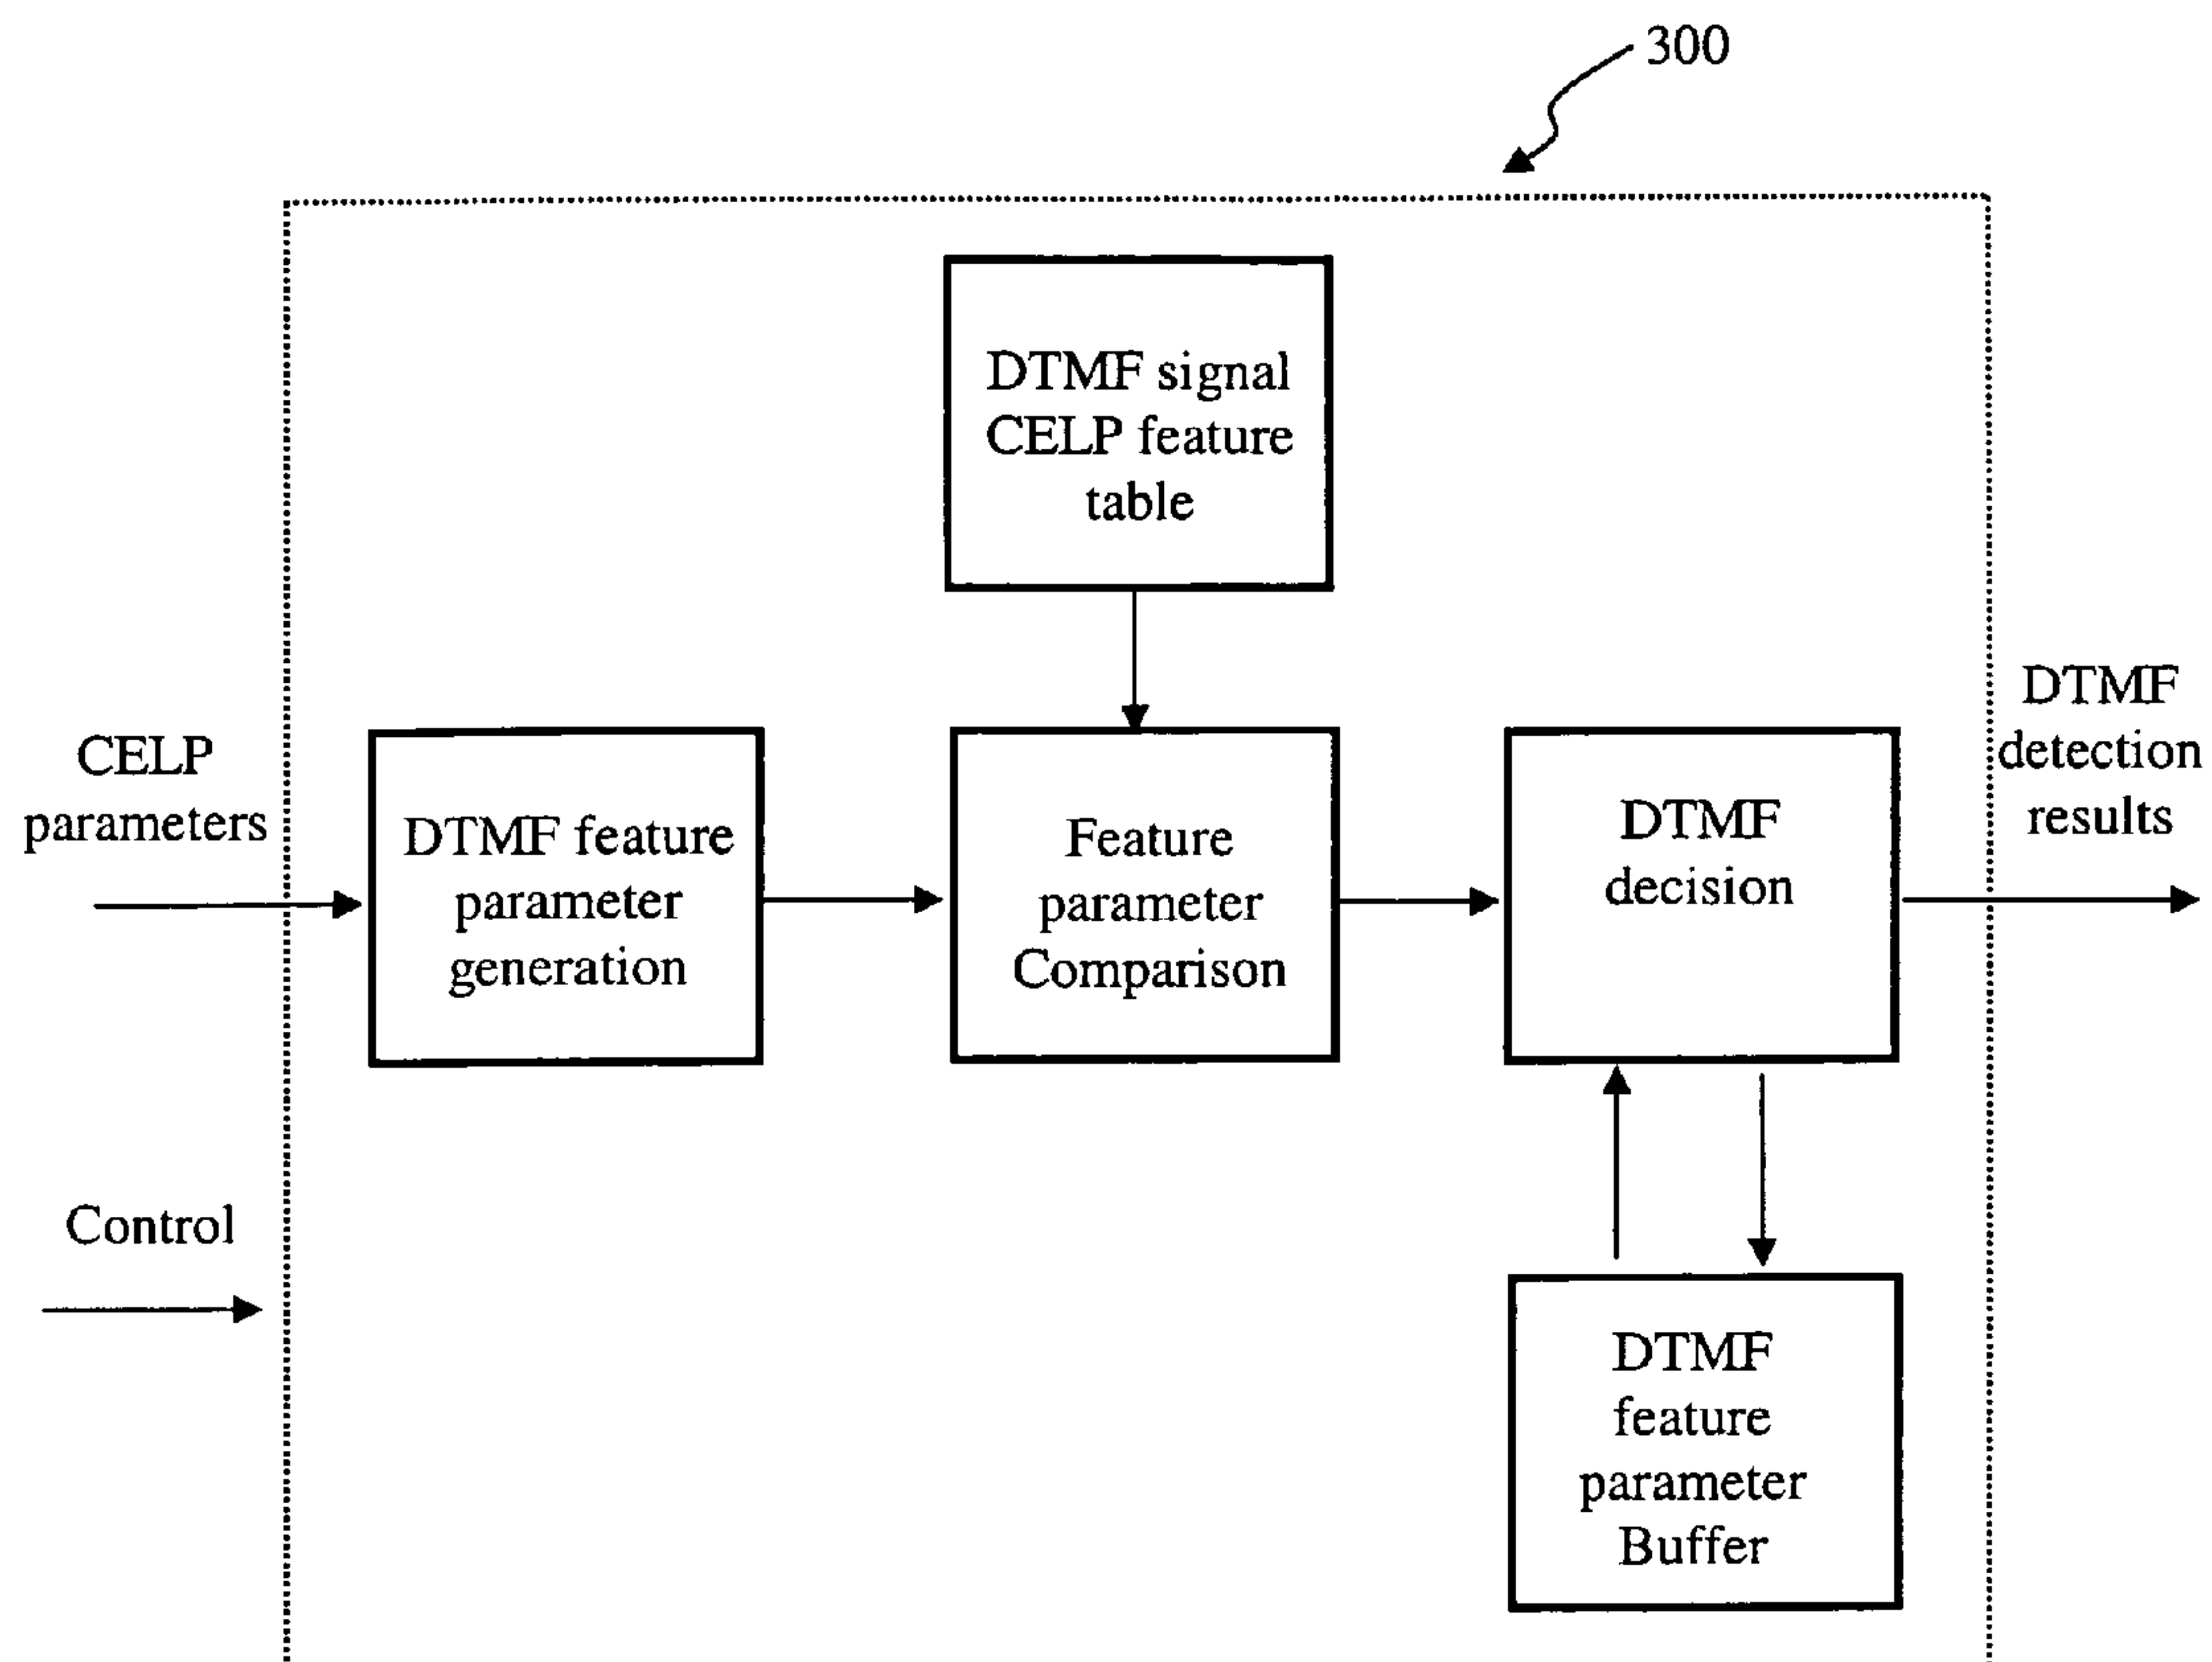 300
DTMF signal
CELP feature
table
CELP
parameters
DTMF feature
parameter
generation
Feature
parameter
Comparison
DTMF
decision
DTMF
detection
results
Control
DTMF
feature
parameter
Buffer